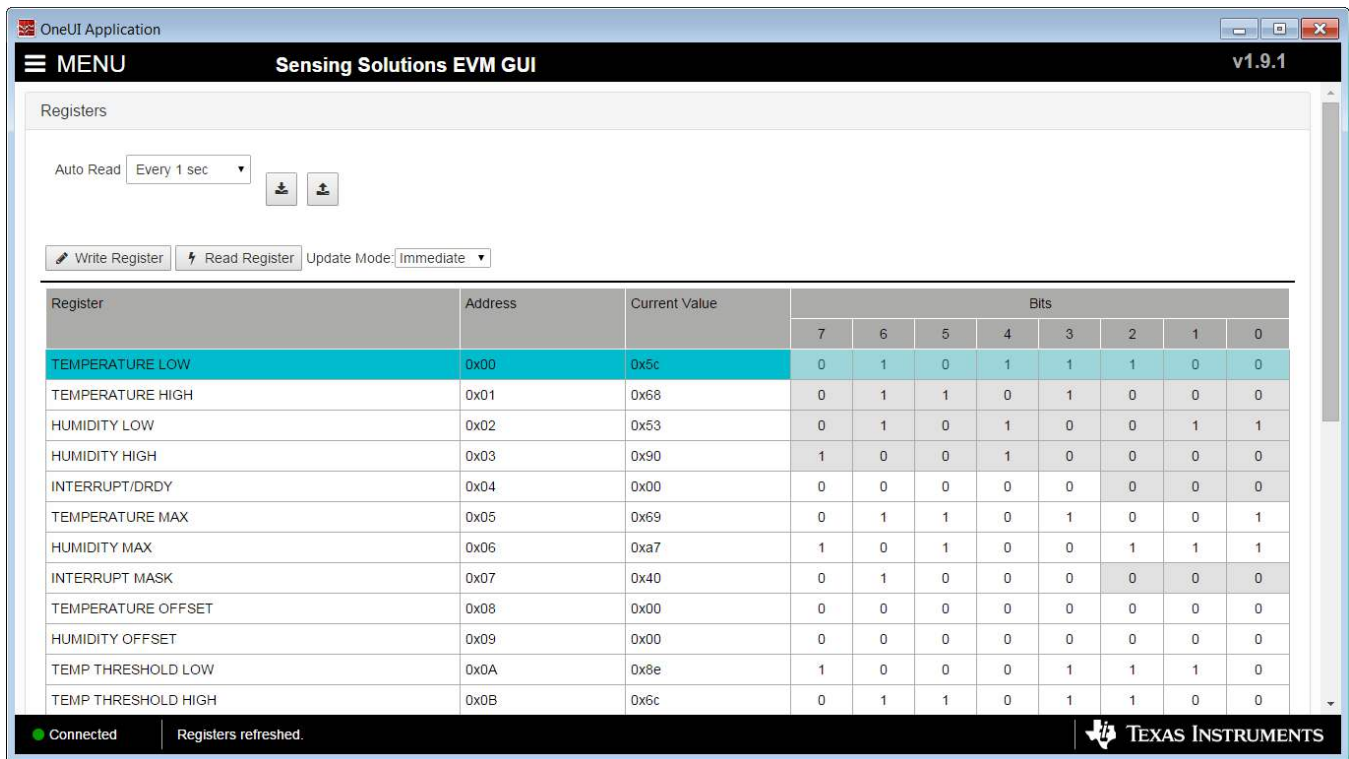 OneUI Application
MENU Sensing Solutions EVM GUI v1.9.1
Registers
Auto Read Every 1 sec
Write Register Read Register Update Mode: Immediate
Register Address Current Value Bits
7 6 5 4 3 2 1 0
TEMPERATURE LOW 0x00 0x5c 0 1 0 1 1 1 0 0
TEMPERATURE HIGH 0x01 0x68 0 1 1 0 1 0 0 0
HUMIDITY LOW 0x02 0x53 0 1 0 1 0 0 1 1
HUMIDITY HIGH 0x03 0x90 1 0 0 1 0 0 0 0
INTERRUPT/DRDY 0x04 0x00 0 0 0 0 0 0 0 0
TEMPERATURE MAX 0x05 0x69 0 1 1 0 1 0 0 1
HUMIDITY MAX 0x06 0xa7 1 0 1 0 0 1 1 1
INTERRUPT MASK 0x07 0x40 0 1 0 0 0 0 0 0
TEMPERATURE OFFSET 0x08 0x00 0 0 0 0 0 0 0 0
HUMIDITY OFFSET 0x09 0x00 0 0 0 0 0 0 0 0
TEMP THRESHOLD LOW 0x0A 0x8e 1 0 0 0 1 1 1 0
TEMP THRESHOLD HIGH 0x0B 0x6c 0 1 1 0 1 1 0 0
Connected Registers refreshed. TEXAS INSTRUMENTS